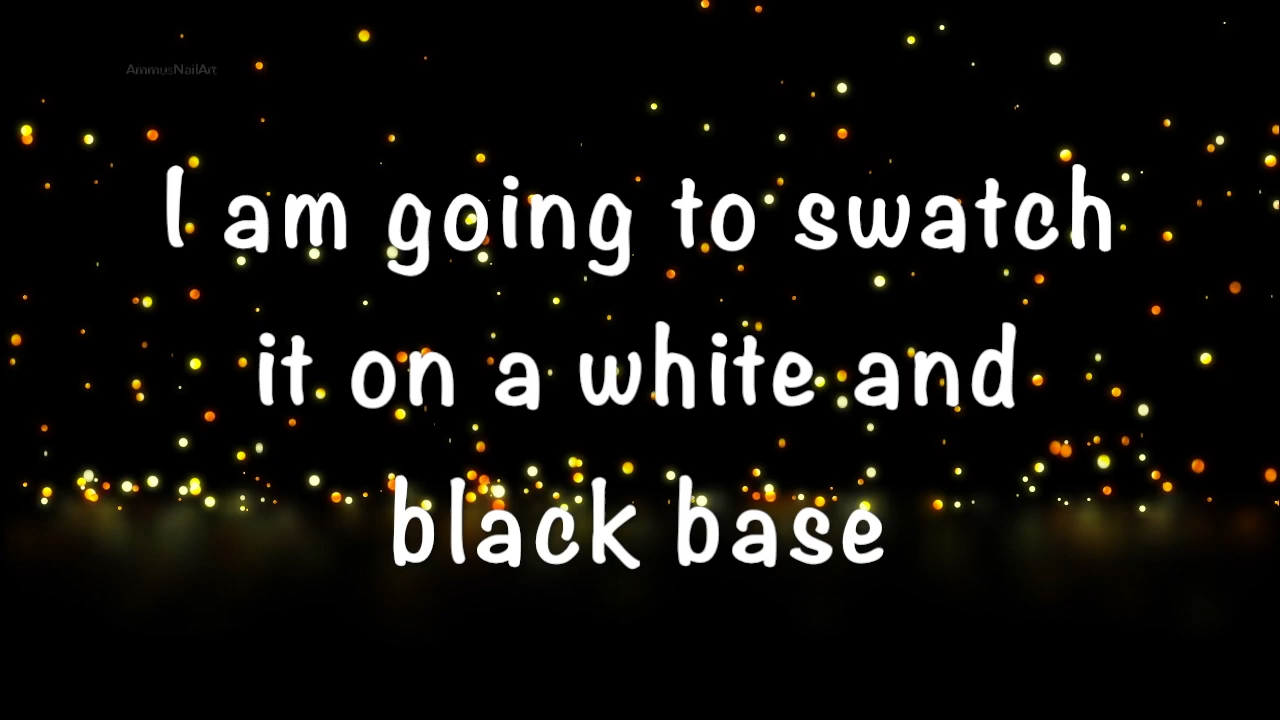 AmmusNailArt
I am going to swatch
it on a white and
black base